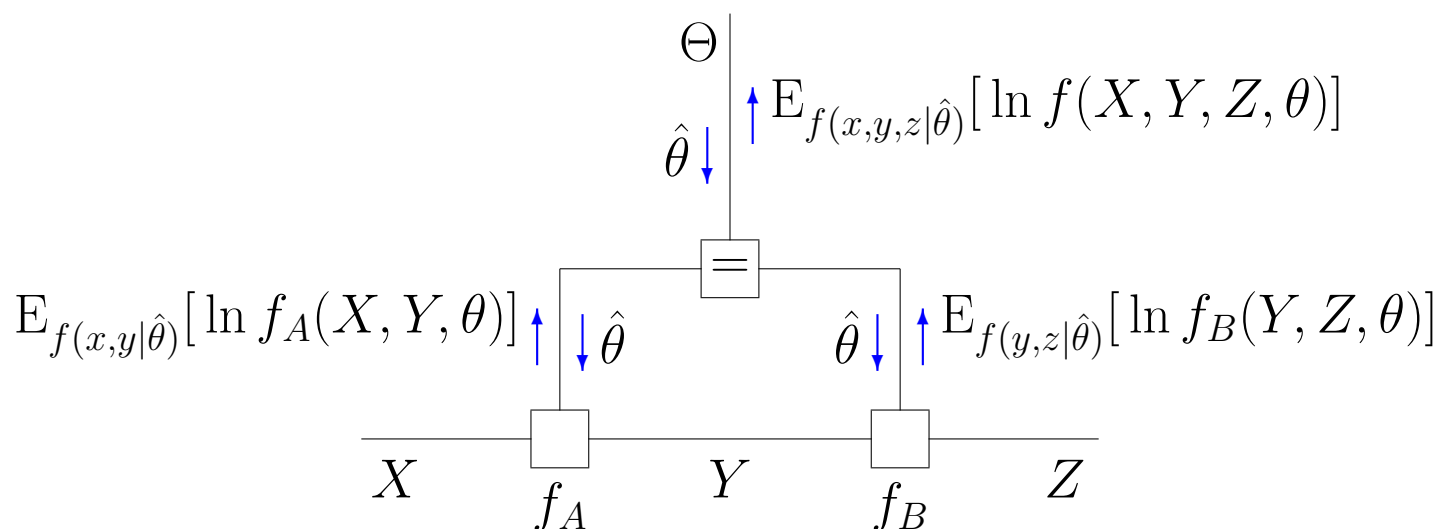 Θ
E_{f(x,y,z|θ̂)}[ ln f(X, Y, Z, θ)]
θ̂
=
E_{f(x,y|θ̂)}[ ln f_A(X, Y, θ)]
θ̂
θ̂
E_{f(y,z|θ̂)}[ ln f_B(Y, Z, θ)]
X
Y
Z
f_A
f_B